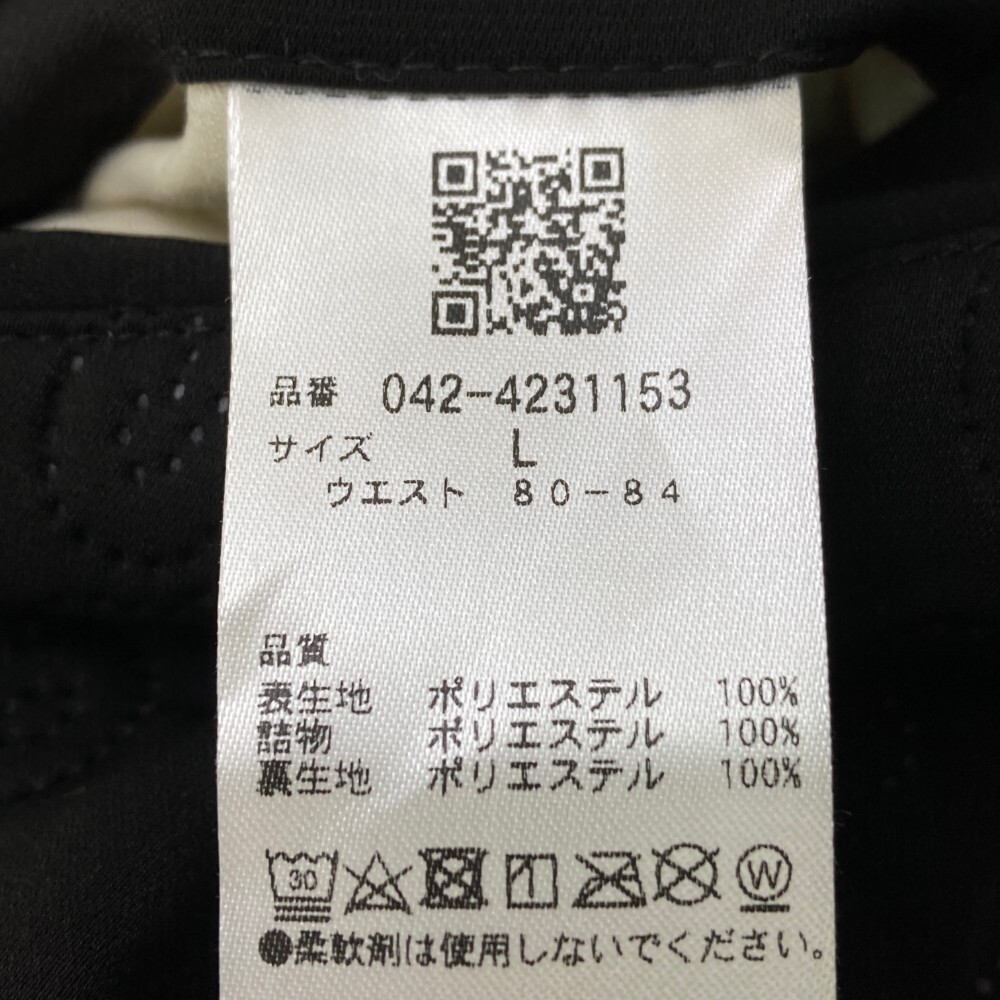 品番 042-4231153
サイズ L
ウエスト 80-84
品質
表生地 ポリエステル 100%
詰物 ポリエステル 100%
裏生地 ポリエステル 100%
30 W
●柔軟剤は使用しないでください。